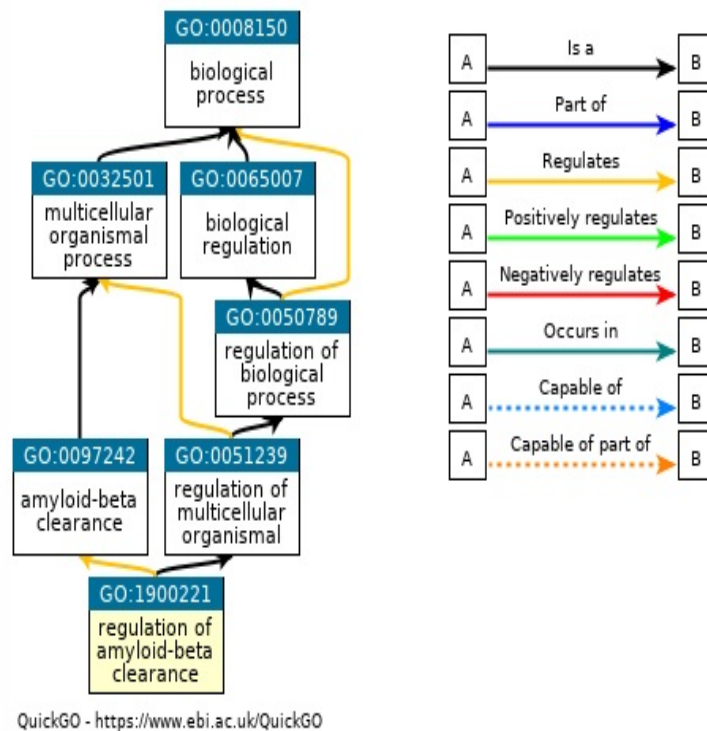 GO:0008150
biological
process
GO:0032501
multicellular
organismal
process
GO:0065007
biological
regulation
GO:0050789
regulation of
biological
process
GO:0097242
amyloid-beta
clearance
GO:0051239
regulation of
multicellular
organismal
GO:1900221
regulation of
amyloid-beta
clearance
QuickGO - https://www.ebi.ac.uk/QuickGO
A Is a B
A Part of B
A Regulates B
A Positively regulates B
A Negatively regulates B
A Occurs in B
A Capable of B
A Capable of part of B